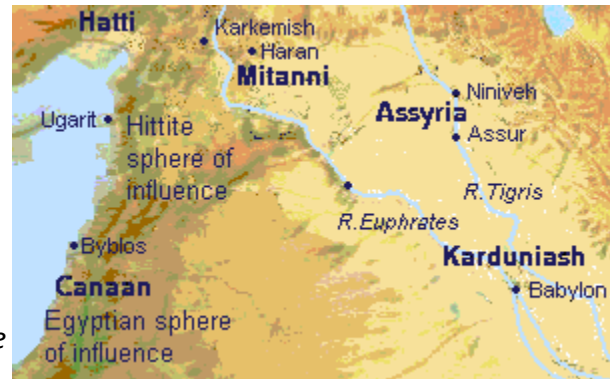 Hatti
Karkemish
Haran
Mitanni
Niniveh
Assyria
Ugarit
Hittite
sphere of
influence
Assur
R.Tigris
R.Euphrates
Byblos
Karduniash
Canaan
Babylon
Egyptian sphere
of influence
e